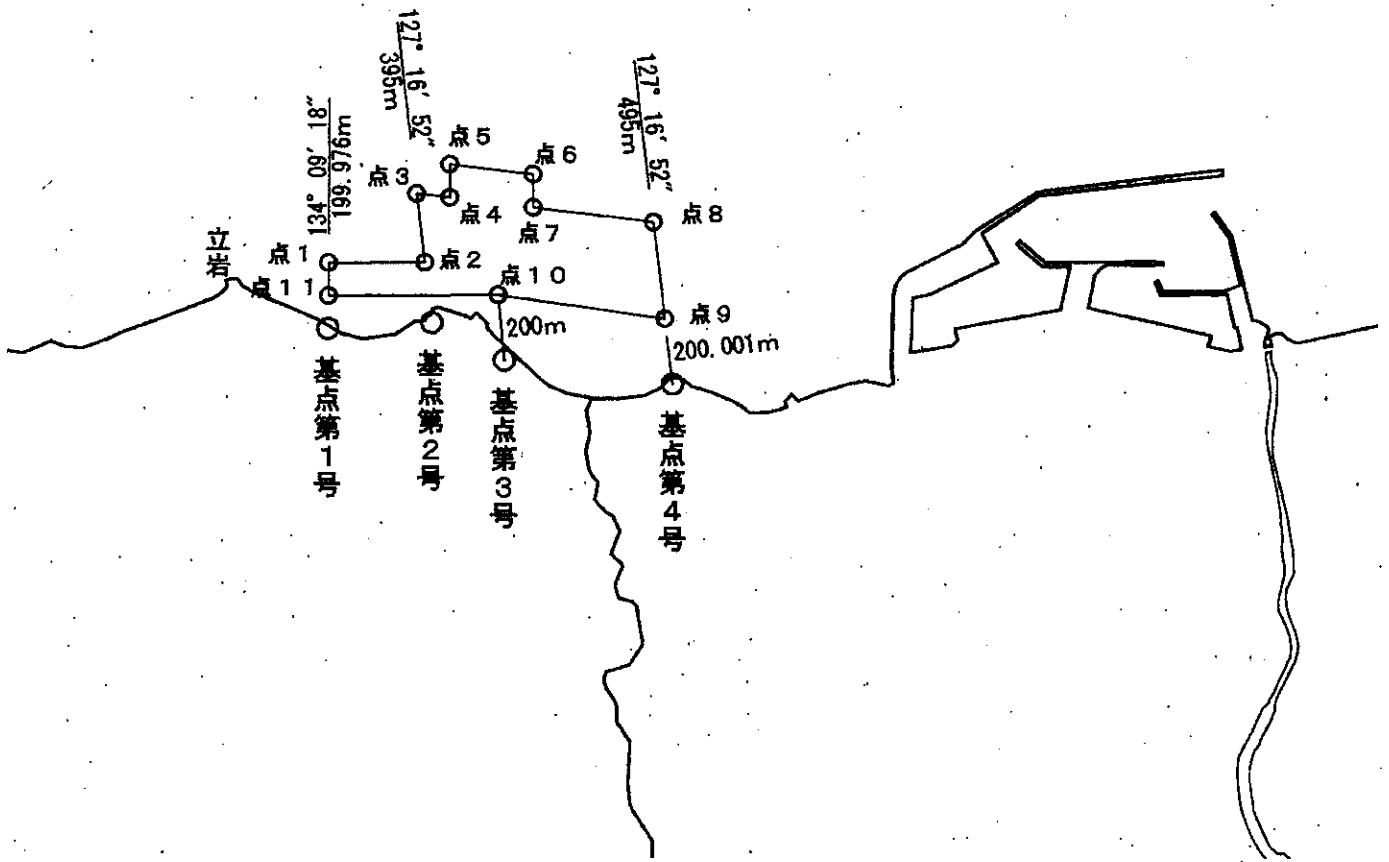 127° 16′ 52″
395m
127° 16′ 52″
495m
134° 09′ 18″
199.976m
点5
点6
点3
点4
点7
点8
立岩
点1
点2
点10
点11
点9
200m
200.001m
基点第1号
基点第2号
基点第3号
基点第4号